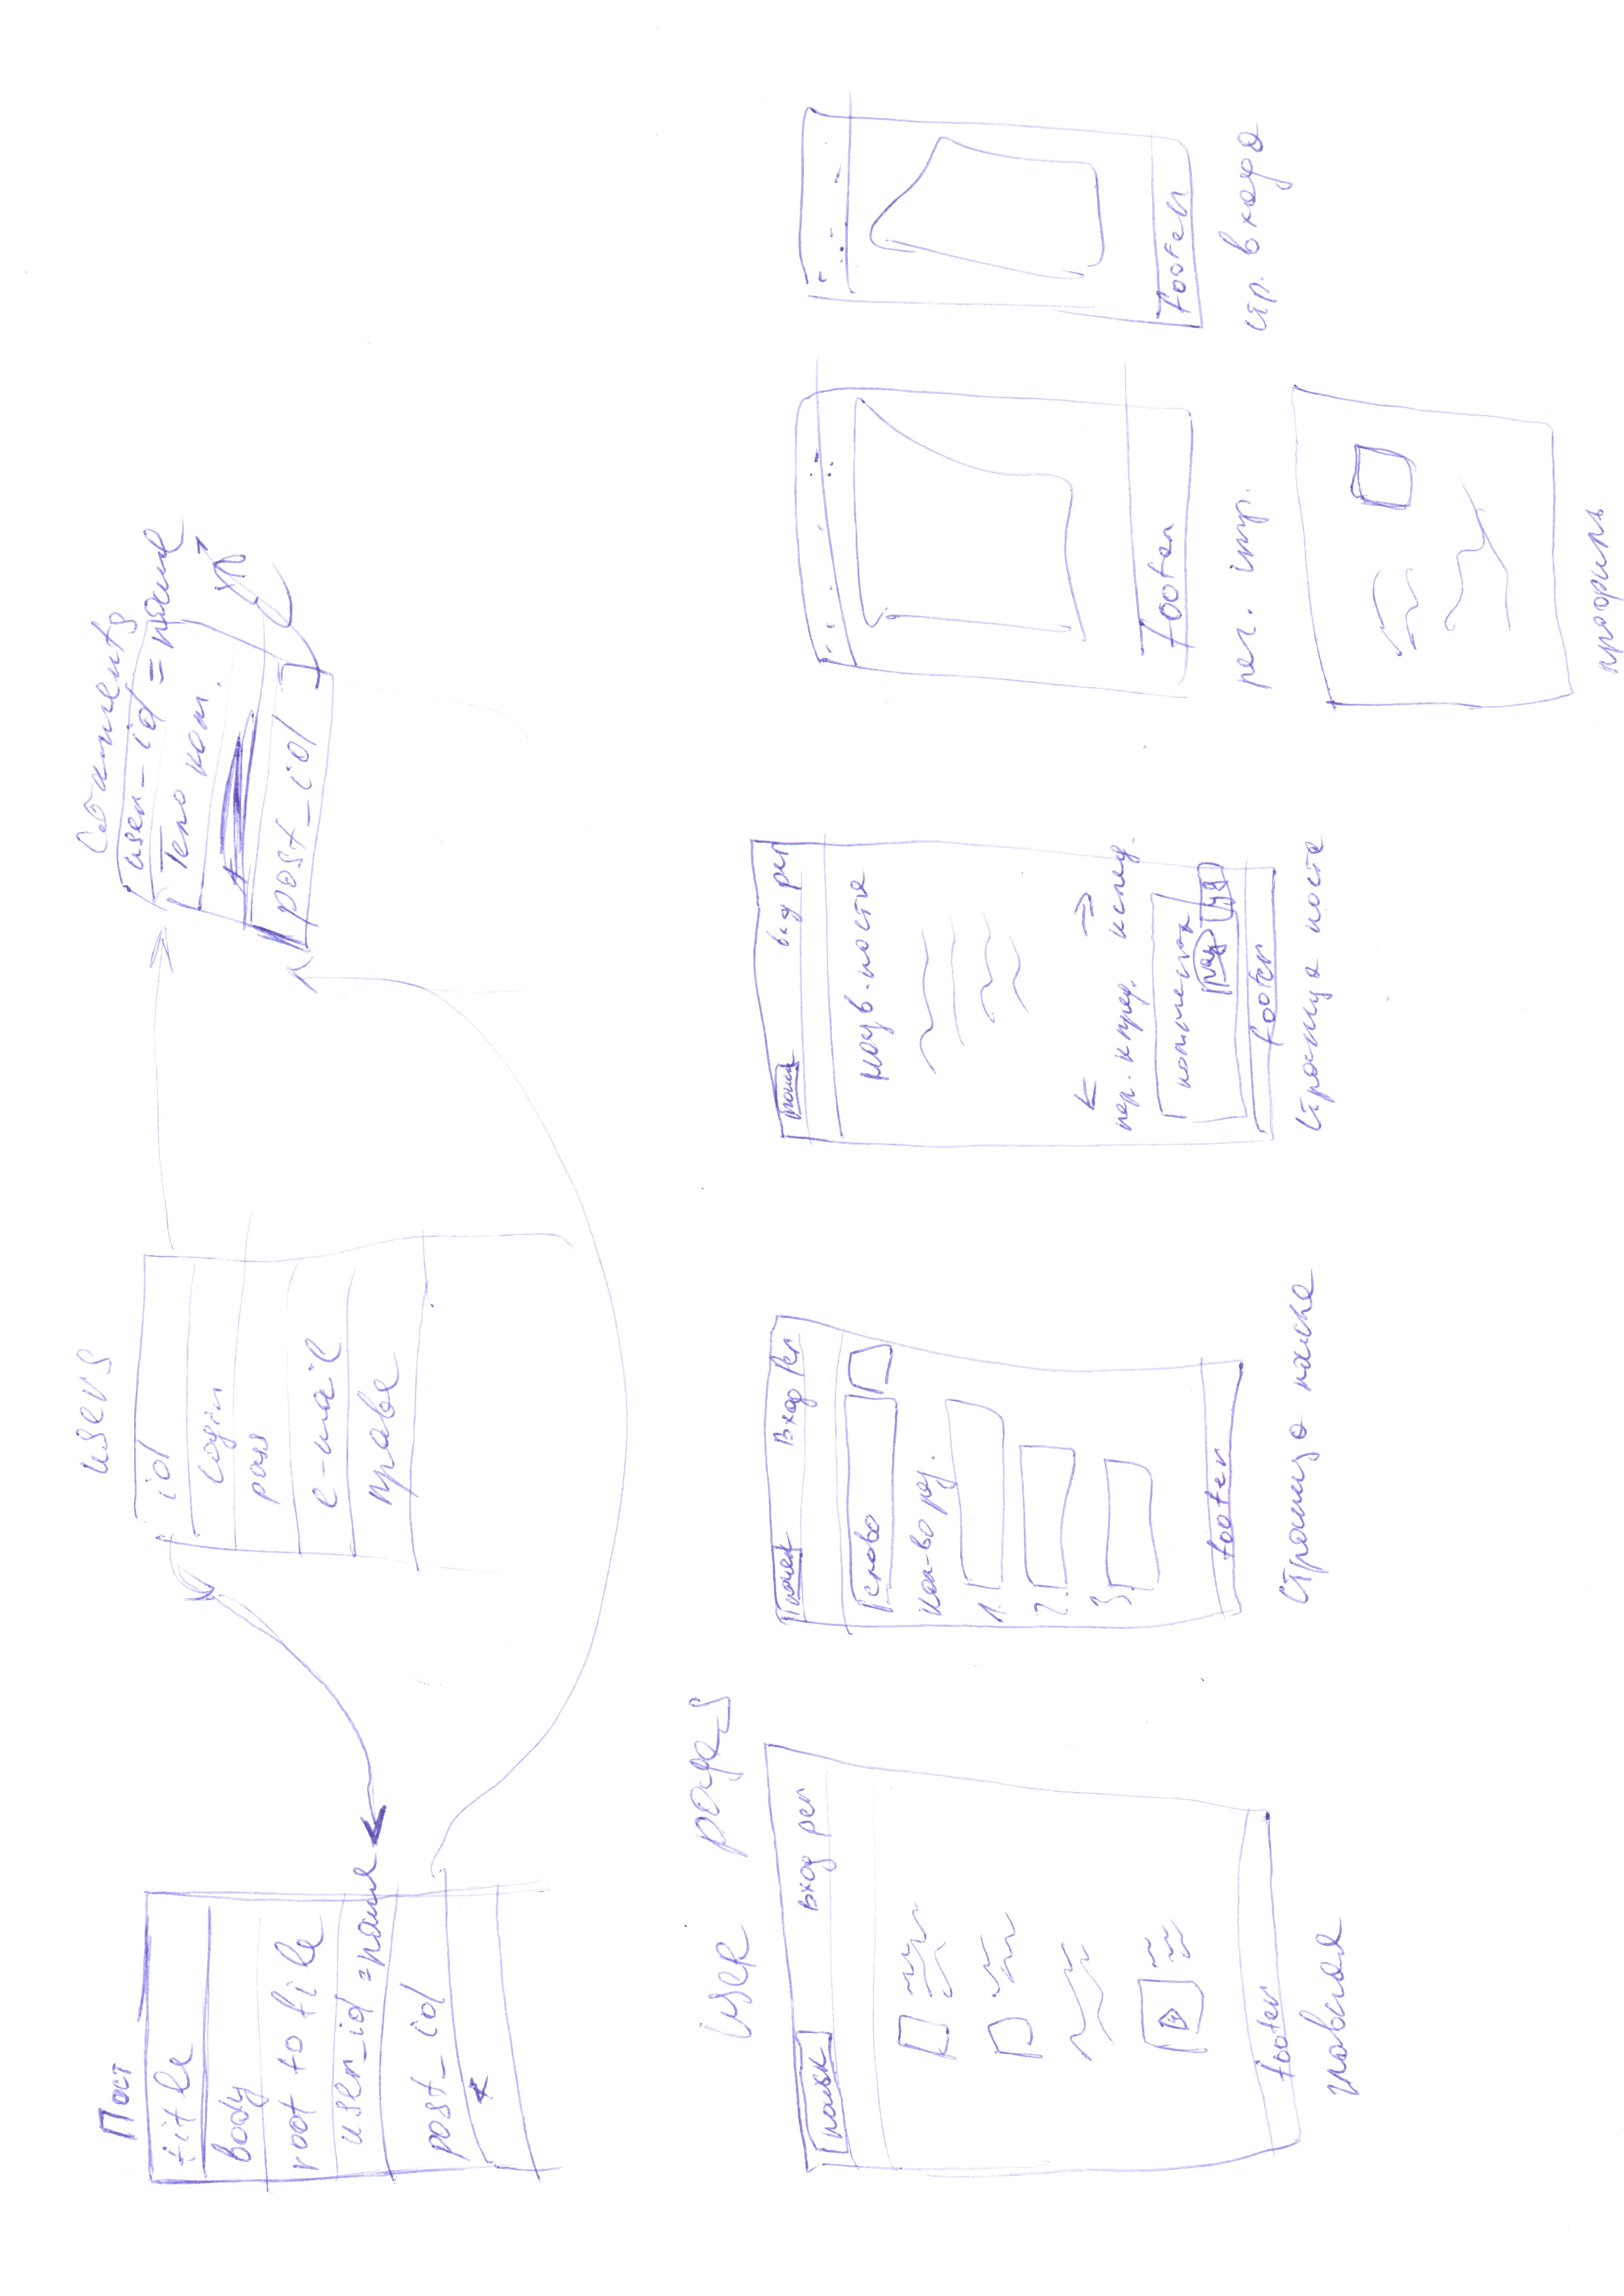 Пост
title
body
root to file
user_id = name
post_id
users
id
login
pass
e-mail
права
Comments
user_id = name
Тело ком.
post_id
user pages
поиск
Вход рег
footer
главная
поиск
Вход Рег
слово
Кол-во рез.
1.
2.
3.
footer
Страница поиска
поиск
вход рег
назв. поста
← →
пер. к пред. к след.
footer
Страница поста
footer
рег. стр.
footer
стр. входа
профиль